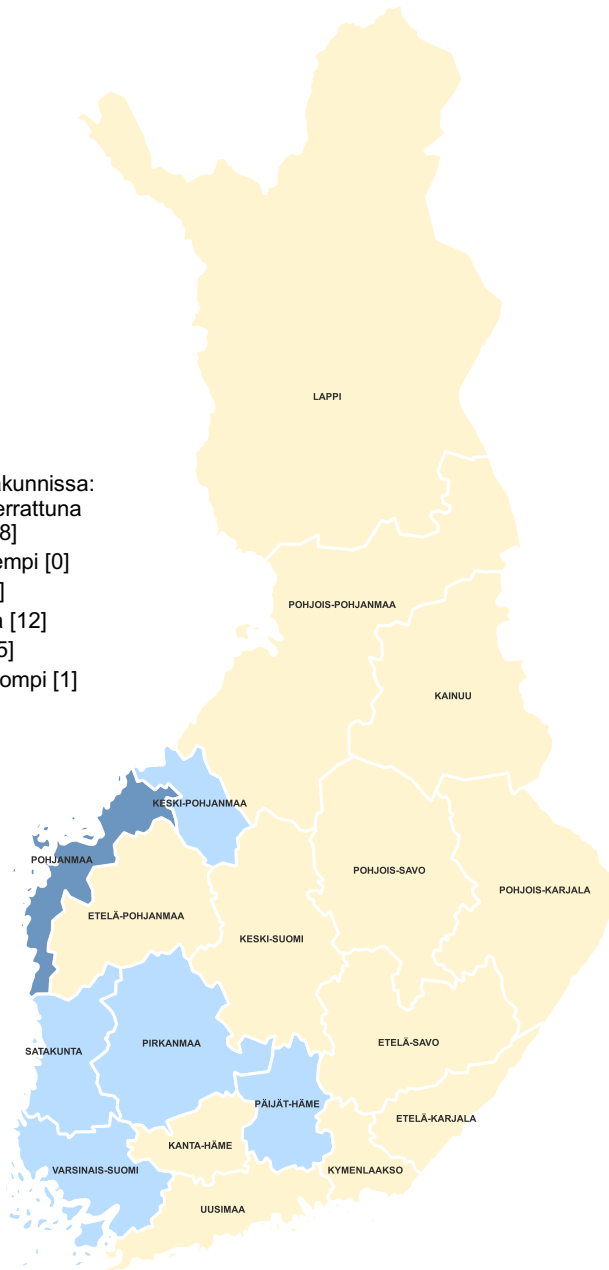 LAPPI
akunnissa:
errattuna
8]
empi [0]
]
a [12]
5]
ompi [1]
POHJOIS-POHJANMAA
KAINUU
KESKI-POHJANMAA
POHJANMAA
POHJOIS-SAVO
POHJOIS-KARJALA
ETELÄ-POHJANMAA
KESKI-SUOMI
SATAKUNTA
PIRKANMAA
ETELÄ-SAVO
PÄIJÄT-HÄME
ETELÄ-KARJALA
KANTA-HÄME
VARSINAIS-SUOMI
KYMENLAAKSO
UUSIMAA